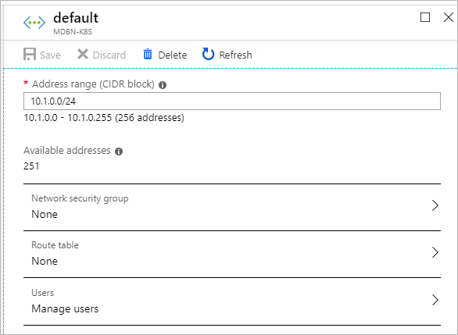 default
MDBN-K8S
Save Discard Delete Refresh
* Address range (CIDR block)
10.1.0.0/24
10.1.0.0 - 10.1.0.255 (256 addresses)
Available addresses
251
Network security group
None
Route table
None
Users
Manage users